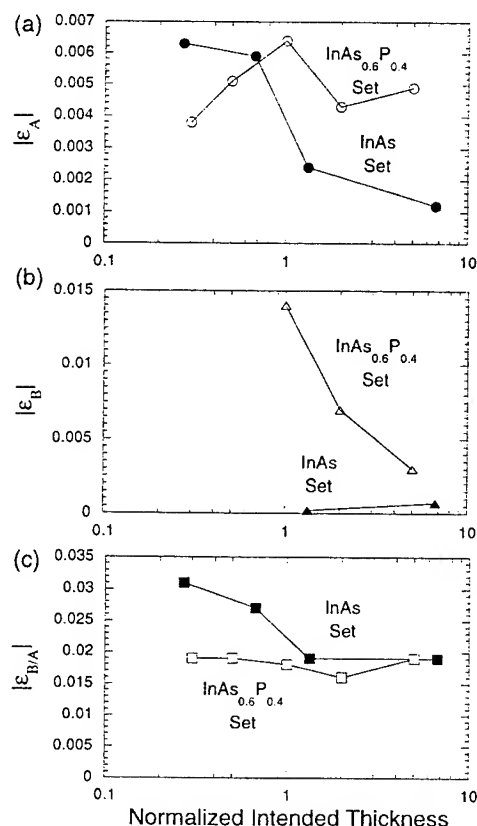 (a)
0.007
0.006
0.005
0.004
0.003
0.002
0.001
0
|εA|
InAs0.6P0.4
Set
InAs
Set
0.1
1
10
(b)
0.015
0.01
0.005
0
|εB|
InAs0.6P0.4
Set
InAs
Set
0.1
1
10
(c)
0.035
0.03
0.025
0.02
0.015
0.01
0.005
0
|εB/A|
InAs
Set
InAs0.6P0.4
Set
0.1
1
10
Normalized Intended Thickness